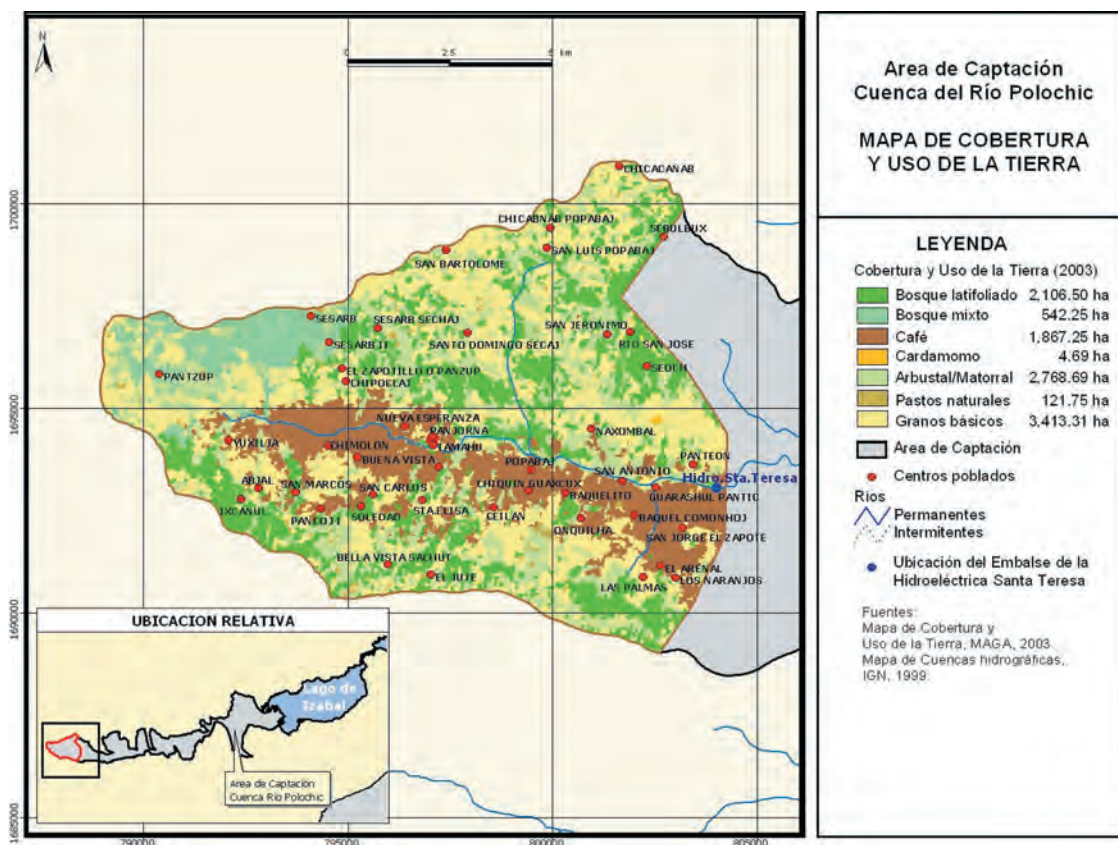 N
0
2.5
5 km
1700000
1695000
1690000
1685000
790000
795000
800000
805000
CHICACANAB
CHICABNAB POPABAJ
SEBULBUX
SAN LUIS POPABAJ
SAN BARTOLOME
SESARB
SESARB SECHAJ
SAN JERONIMO
SESARBJI
SANTO DOMINGO SECAJ
RIO SAN JOSE
PANTZUP
EL ZAPOTILLO O PANZUP
SEOCH
CHIPOCLAJ
NUEVA ESPERANZA
PANJORNA
NAXOMBAL
YUXILJA
CHIMOLON
TAMAHU
BUENA VISTA
POPABAJ
PANTEON
SAN ANTONIO
Hidro.Sta.Teresa
ABJAL
SAN MARCOS
SAN CARLOS
CHIQUIN GUAXCUX
BAQUELITO
GUARASHUL PANTIC
IXCANUL
PANCOJI
SOLEDAD
STA.ELISA
CEILAN
ONQUILHA
BAQUEL COMONHOJ
SAN JORGE EL ZAPOTE
BELLA VISTA SACHUT
EL JUTE
EL ARENAL
LAS PALMAS
LOS NARANJOS
UBICACION RELATIVA
Lago de
Izabal
Area de Captación
Cuenca Río Polochic
Area de Captación
Cuenca del Río Polochic
MAPA DE COBERTURA
Y USO DE LA TIERRA
LEYENDA
Cobertura y Uso de la Tierra (2003)
Bosque latifoliado 2,106.50 ha
Bosque mixto 542.25 ha
Café 1,867.25 ha
Cardamomo 4.69 ha
Arbustal/Matorral 2,768.69 ha
Pastos naturales 121.75 ha
Granos básicos 3,413.31 ha
Area de Captación
Centros poblados
Ríos
Permanentes
Intermitentes
Ubicación del Embalse de la
Hidroeléctrica Santa Teresa
Fuentes:
Mapa de Cobertura y
Uso de la Tierra, MAGA, 2003
Mapa de Cuencas hidrográficas,
IGN, 1999.